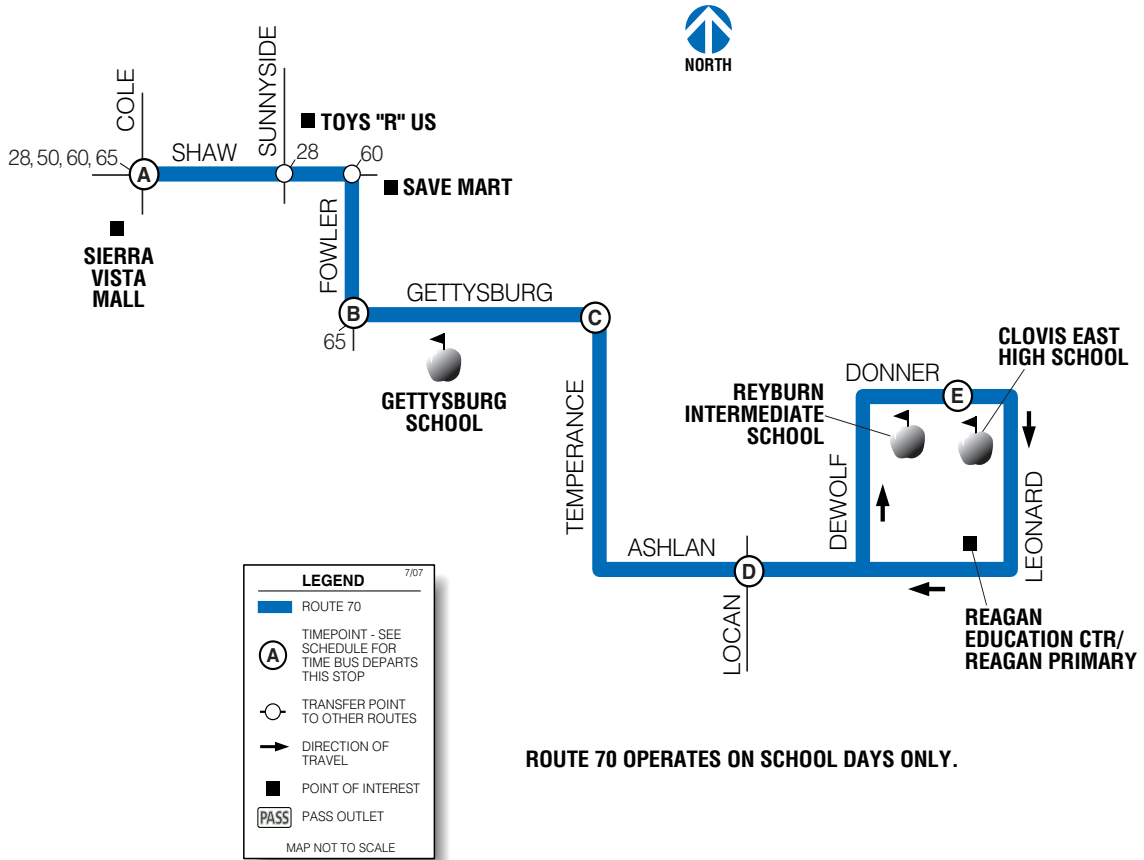 NORTH
COLE
SUNNYSIDE
TOYS "R" US
28, 50, 60, 65
A
SHAW
28
60
SAVE MART
SIERRA
VISTA
MALL
FOWLER
B
65
GETTYSBURG
C
GETTYSBURG
SCHOOL
TEMPERANCE
CLOVIS EAST
HIGH SCHOOL
DONNER
E
REYBURN
INTERMEDIATE
SCHOOL
DEWOLF
LEONARD
ASHLAN
D
LOCAN
REAGAN
EDUCATION CTR/
REAGAN PRIMARY
LEGEND
7/07
ROUTE 70
A
TIMEPOINT - SEE
SCHEDULE FOR
TIME BUS DEPARTS
THIS STOP
TRANSFER POINT
TO OTHER ROUTES
DIRECTION OF
TRAVEL
POINT OF INTEREST
PASS
PASS OUTLET
MAP NOT TO SCALE
ROUTE 70 OPERATES ON SCHOOL DAYS ONLY.